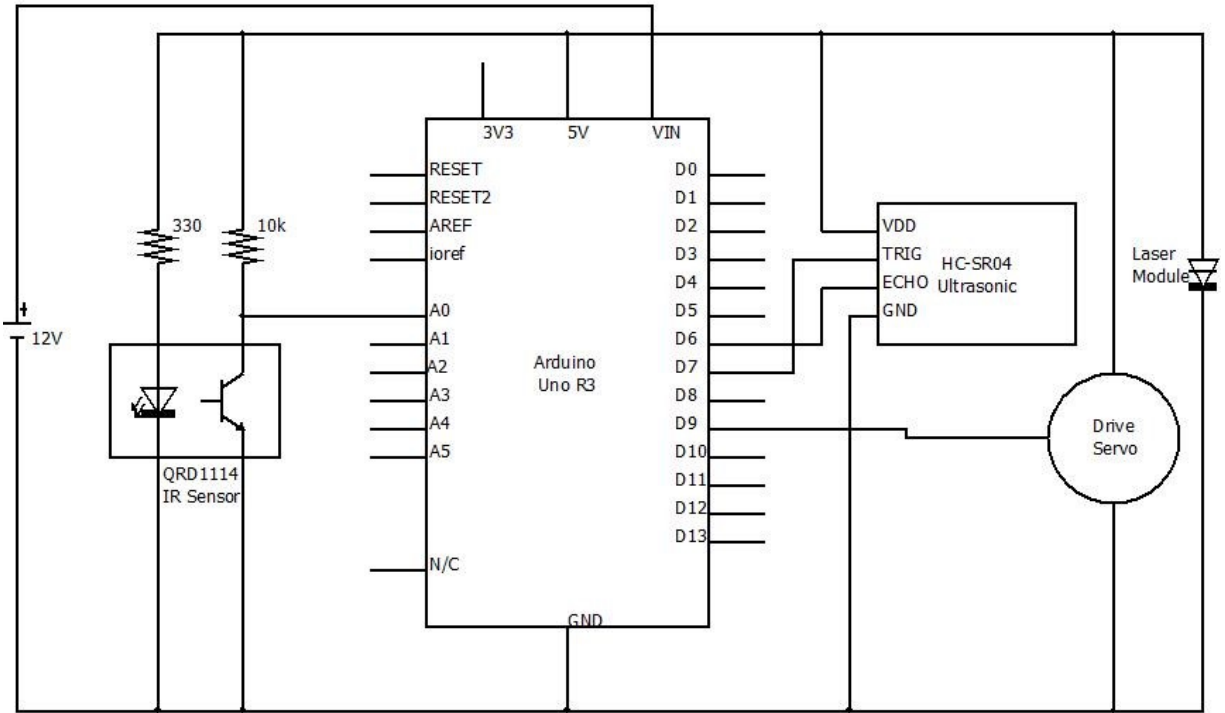 3V3
5V
VIN
RESET
RESET2
AREF
ioref
A0
A1
A2
A3
A4
A5
N/C
GND
Arduino
Uno R3
D0
D1
D2
D3
D4
D5
D6
D7
D8
D9
D10
D11
D12
D13
330
10k
+
12V
QRD1114
IR Sensor
VDD
TRIG
ECHO
GND
HC-SR04
Ultrasonic
Laser
Module
Drive
Servo